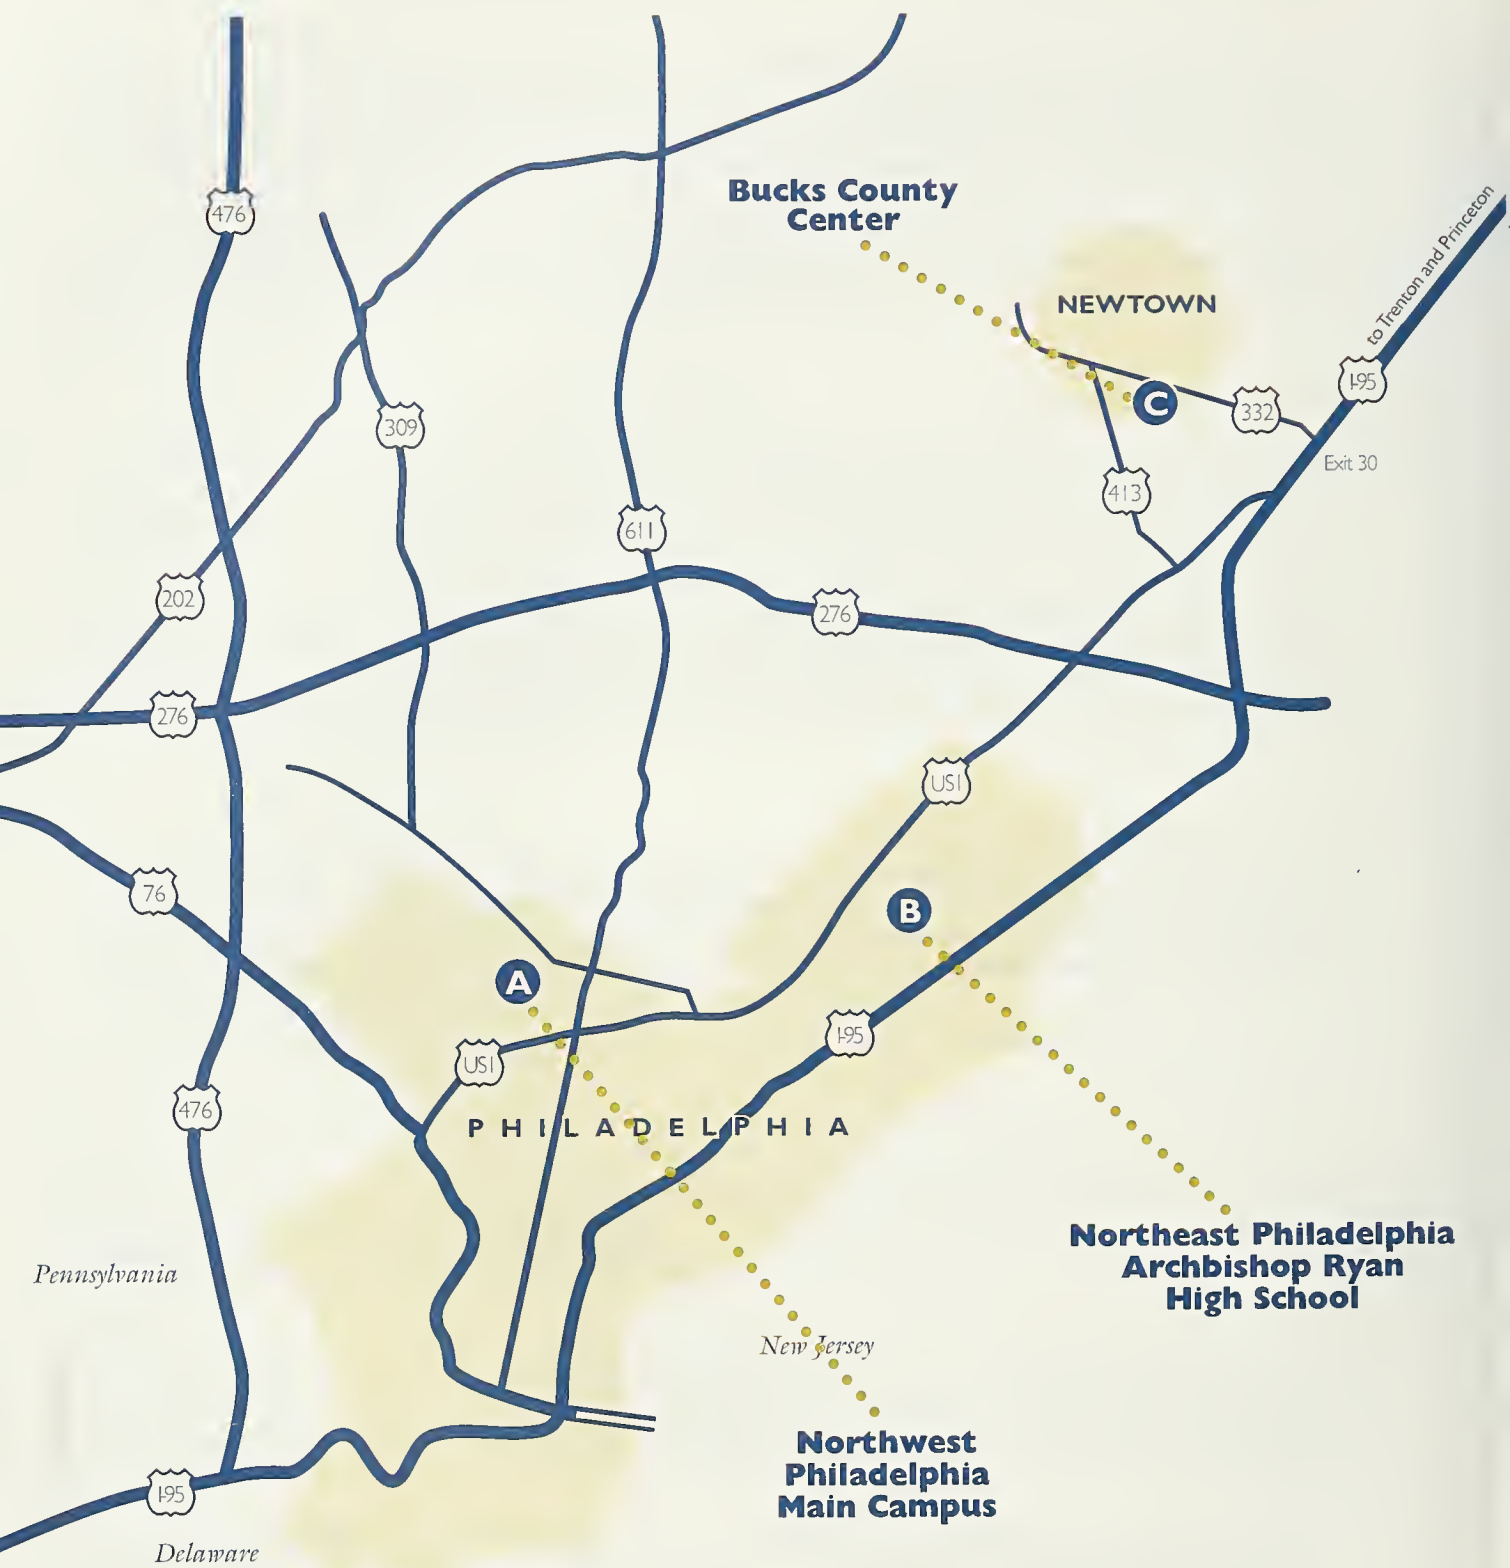 476
Bucks County
Center
to Trenton and Princeton
NEWTOWN
I-95
C
332
309
Exit 30
413
611
202
276
276
US1
76
B
A
I-95
US1
476
PHILADELPHIA
Northeast Philadelphia
Archbishop Ryan
High School
Pennsylvania
New Jersey
Northwest
Philadelphia
Main Campus
I-95
Delaware